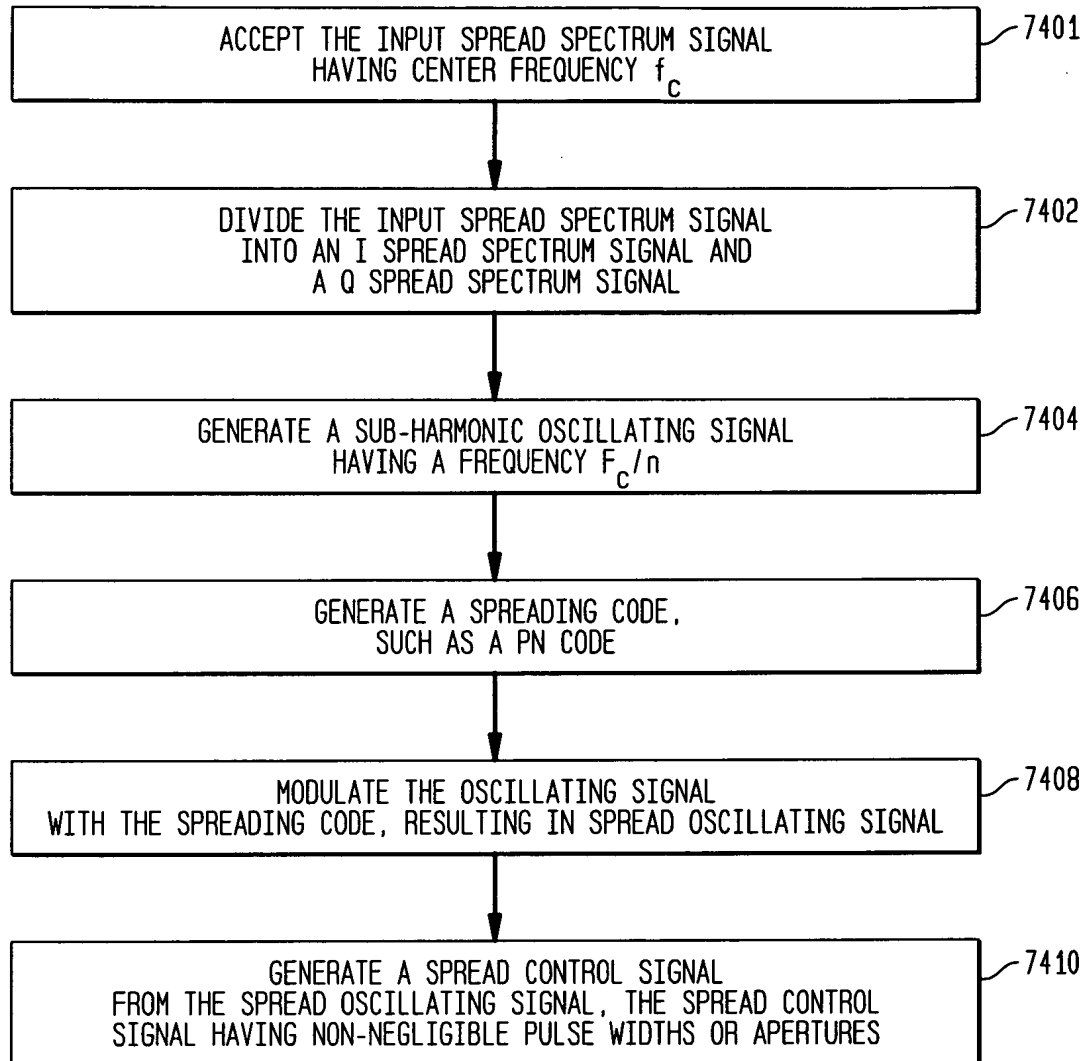 ACCEPT THE INPUT SPREAD SPECTRUM SIGNAL
HAVING CENTER FREQUENCY fc
7401
DIVIDE THE INPUT SPREAD SPECTRUM SIGNAL
INTO AN I SPREAD SPECTRUM SIGNAL AND
A Q SPREAD SPECTRUM SIGNAL
7402
GENERATE A SUB-HARMONIC OSCILLATING SIGNAL
HAVING A FREQUENCY Fc/n
7404
GENERATE A SPREADING CODE,
SUCH AS A PN CODE
7406
MODULATE THE OSCILLATING SIGNAL
WITH THE SPREADING CODE, RESULTING IN SPREAD OSCILLATING SIGNAL
7408
GENERATE A SPREAD CONTROL SIGNAL
FROM THE SPREAD OSCILLATING SIGNAL, THE SPREAD CONTROL
SIGNAL HAVING NON-NEGLIGIBLE PULSE WIDTHS OR APERTURES
7410